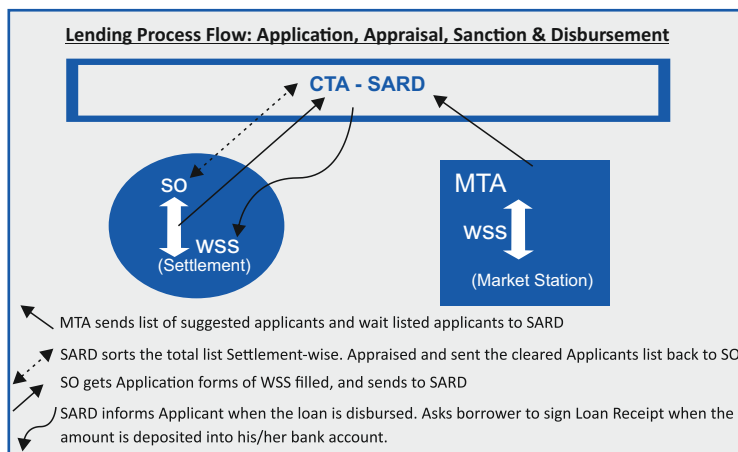 Lending Process Flow: Application, Appraisal, Sanction & Disbursement
CTA - SARD
SO
WSS
(Settlement)
MTA
WSS
(Market Station)
MTA sends list of suggested applicants and wait listed applicants to SARD
SARD sorts the total list Settlement-wise. Appraised and sent the cleared Applicants list back to SO
SO gets Application forms of WSS filled, and sends to SARD
SARD informs Applicant when the loan is disbursed. Asks borrower to sign Loan Receipt when the
amount is deposited into his/her bank account.